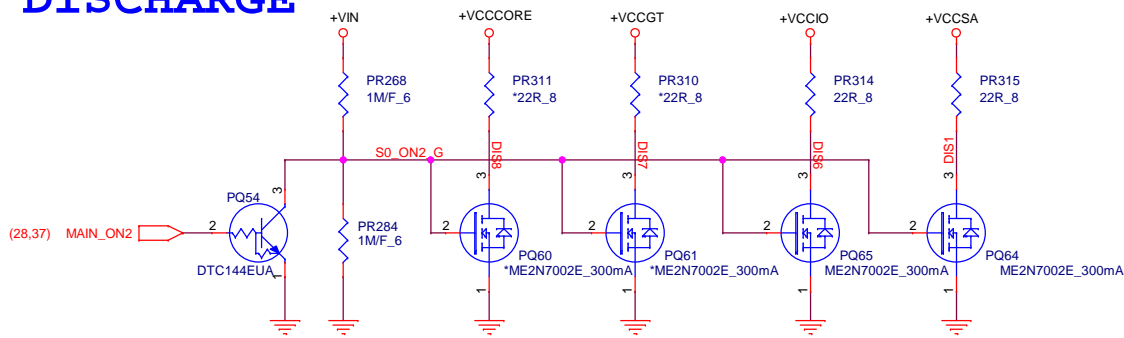 DISCHARGE
+VIN
+VCCCORE
+VCCGT
+VCCIO
+VCCSA
PR268
1M/F_6
PR311
*22R_8
PR310
*22R_8
PR314
22R_8
PR315
22R_8
S0_ON2_G
DIS8
DIS7
DIS6
DIS1
3
3
3
3
3
PQ54
(28,37)
MAIN_ON2
2
PR284
1M/F_6
2
2
2
2
DTC144EUA
PQ60
*ME2N7002E_300mA
PQ61
*ME2N7002E_300mA
PQ65
ME2N7002E_300mA
PQ64
ME2N7002E_300mA
1
1
1
1
1